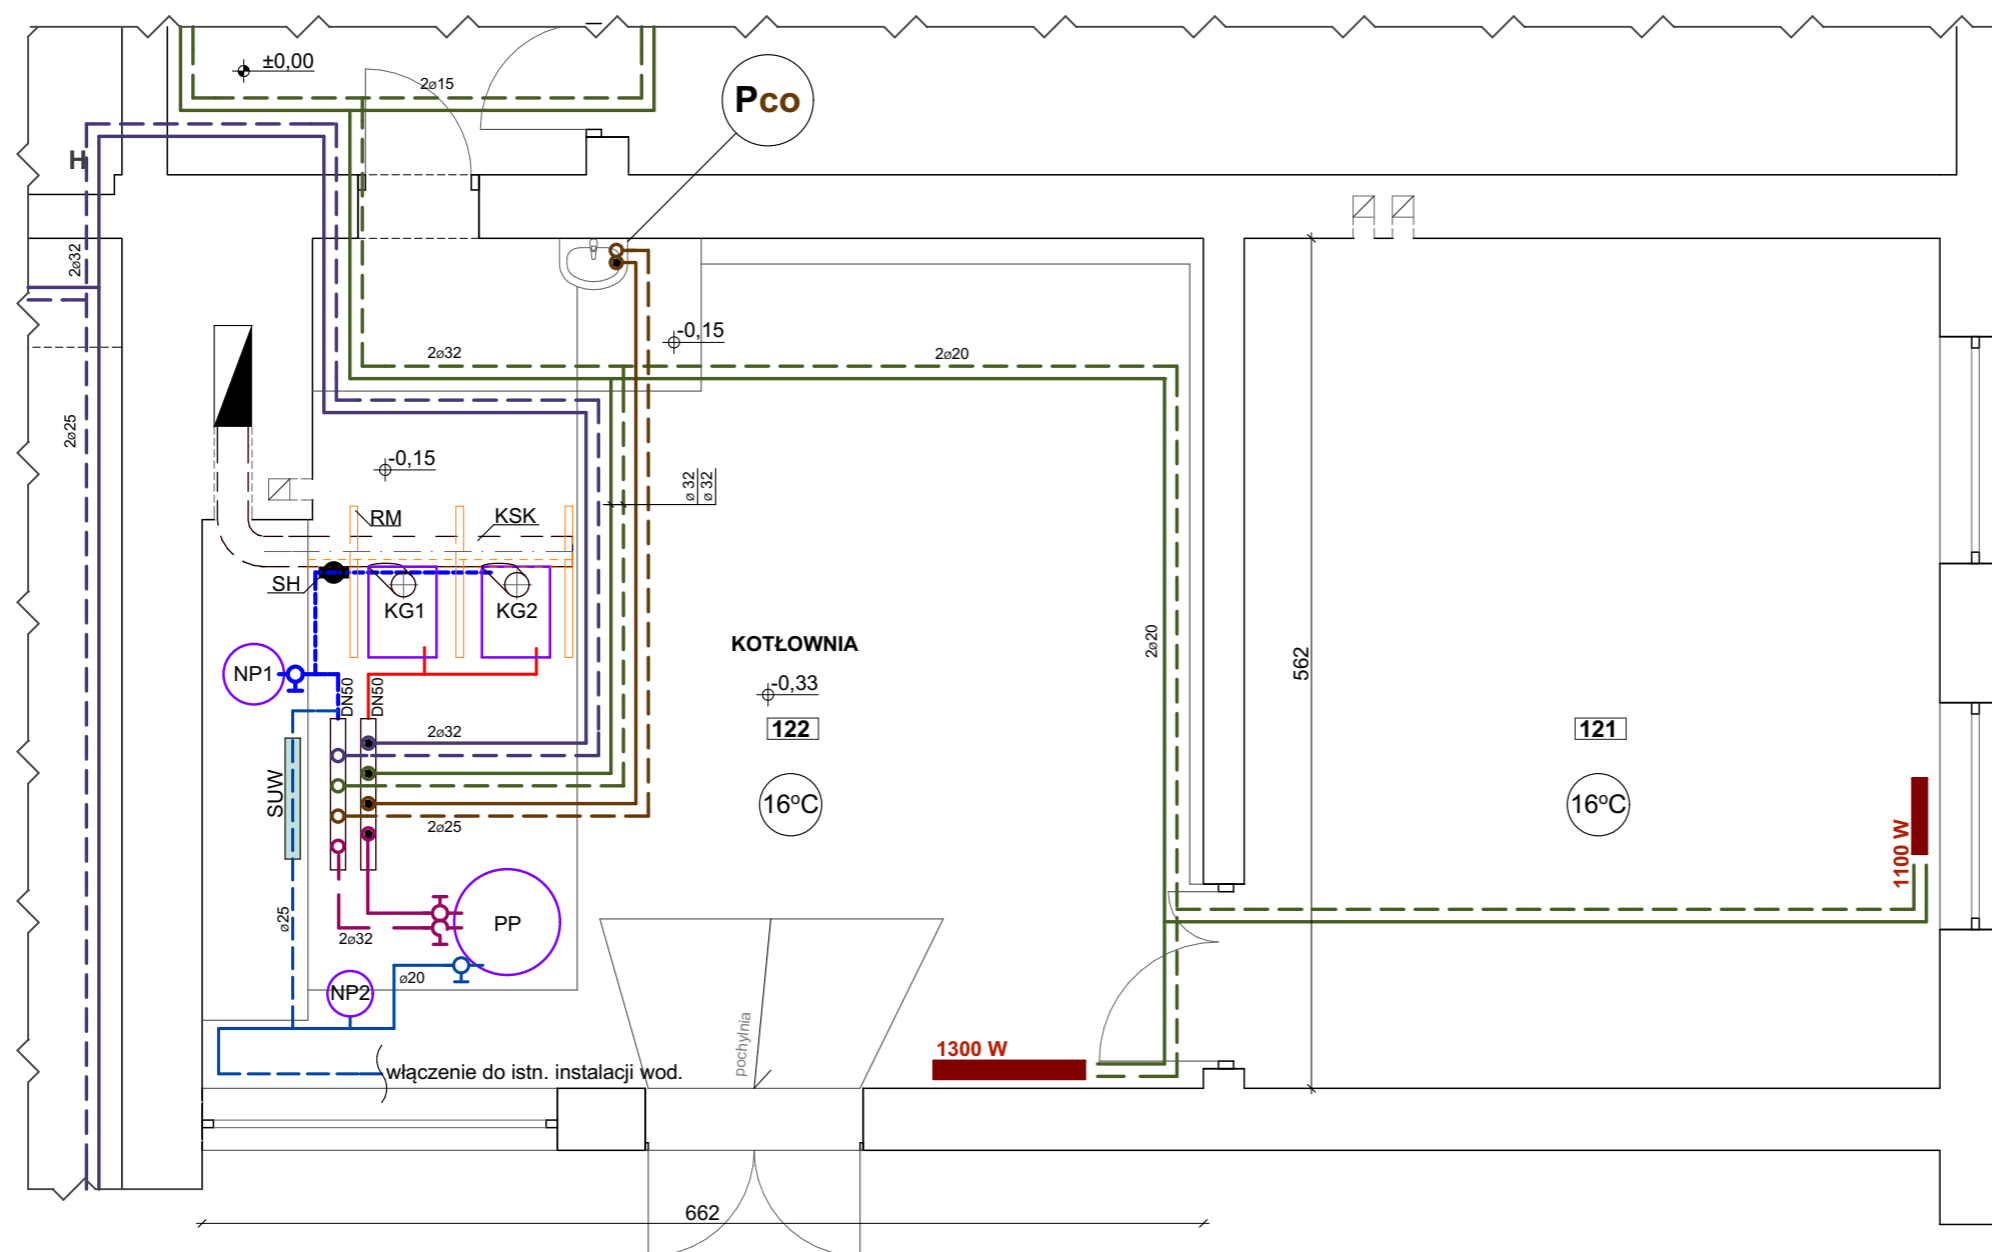 ±0,00
2ø15
Pco
H
2ø32
-0,15
2ø32
2ø20
2ø25
-0,15
ø 32
ø 32
RM
KSK
SH
KG1
KG2
KOTŁOWNIA
2ø20
562
NP1
DN50
DN50
-0,33
122
121
2ø32
SUW
16ºC
16ºC
2ø25
1100 W
ø25
2ø32
PP
ø20
NP2
pochylnia
1300 W
włączenie do istn. instalacji wod.
662